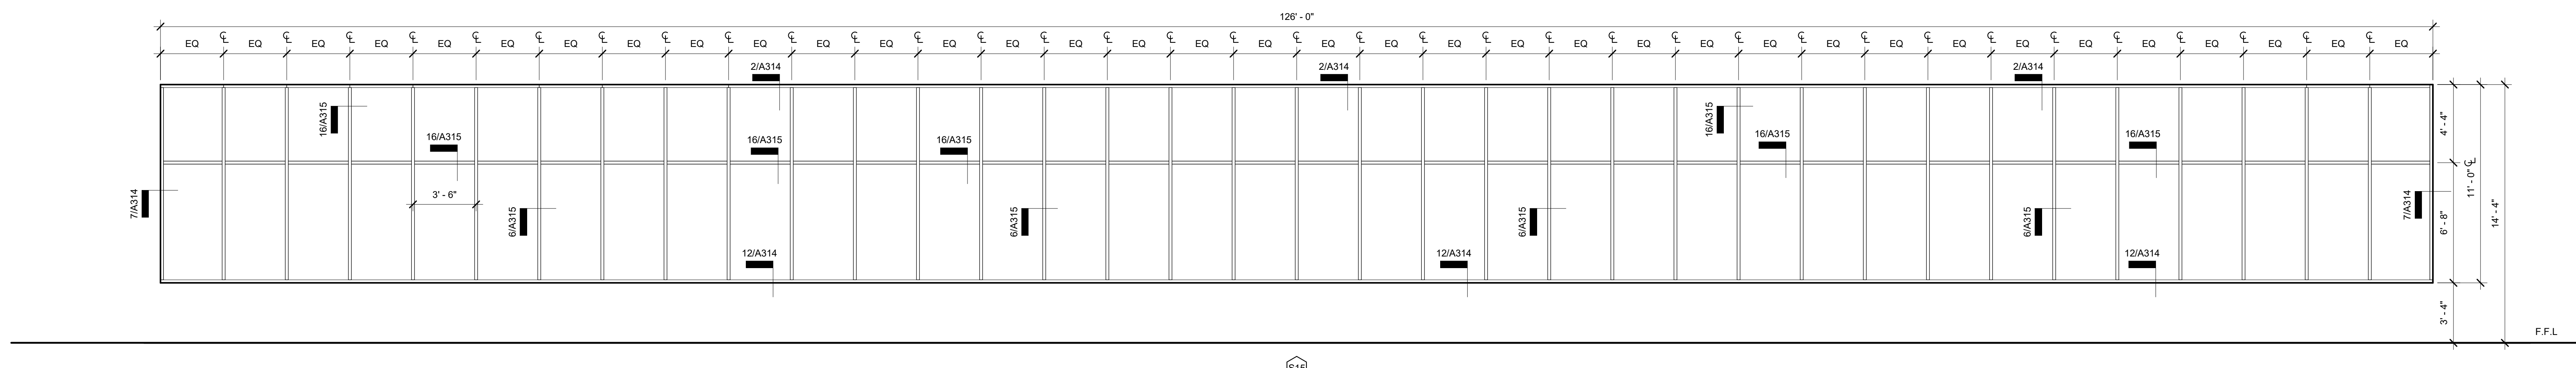 126' - 0"
℄ ℄ ℄ ℄ ℄ ℄ ℄ ℄ ℄ ℄ ℄ ℄ ℄ ℄ ℄ ℄ ℄ ℄ ℄ ℄ ℄ ℄ ℄ ℄ ℄ ℄ ℄ ℄ ℄ ℄ ℄ ℄ ℄ ℄ ℄
EQ EQ EQ EQ EQ EQ EQ EQ EQ EQ EQ EQ EQ EQ EQ EQ EQ EQ EQ EQ EQ EQ EQ EQ EQ EQ EQ EQ EQ EQ EQ EQ EQ EQ EQ EQ
2/A314
2/A314
2/A314
16/A315
16/A315
16/A315
16/A315
16/A315
16/A315
16/A315
4' - 4"
11' - 0" ℄
14' - 4"
7/A314
3' - 6"
6/A315
6/A315
6/A315
6/A315
7/A314
6' - 8"
12/A314
12/A314
12/A314
3' - 4"
F.F.L